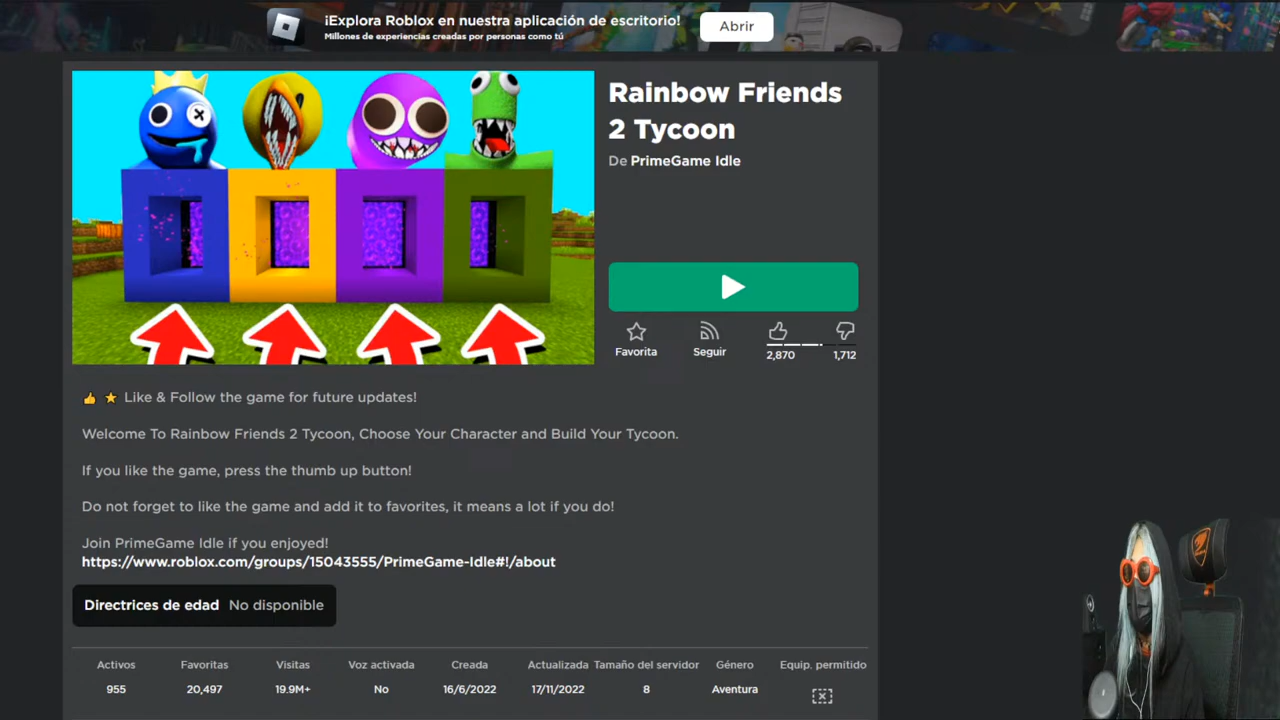 ¡Explora Roblox en nuestra aplicación de escritorio!
Millones de experiencias creadas por personas como tú
Abrir
Rainbow Friends
2 Tycoon
De PrimeGame Idle
Favorita
Seguir
2,870
1,712
👍 ⭐ Like & Follow the game for future updates!
Welcome To Rainbow Friends 2 Tycoon, Choose Your Character and Build Your Tycoon.
If you like the game, press the thumb up button!
Do not forget to like the game and add it to favorites, it means a lot if you do!
Join PrimeGame Idle if you enjoyed!
https://www.roblox.com/groups/15043555/PrimeGame-Idle#!/about
Directrices de edad No disponible
Activos Favoritas Visitas Voz activada Creada Actualizada Tamaño del servidor Género Equip. permitido
955 20,497 19.9M+ No 16/6/2022 17/11/2022 8 Aventura